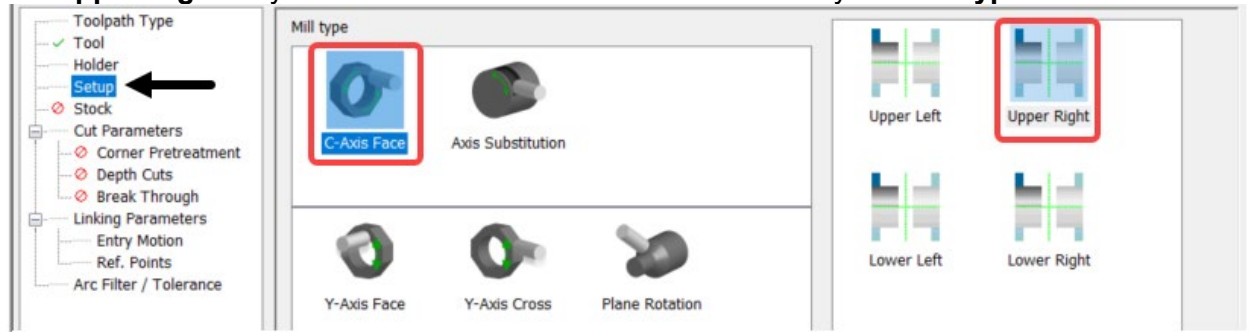 Toolpath Type
Tool
Holder
Setup
Stock
Cut Parameters
Corner Pretreatment
Depth Cuts
Break Through
Linking Parameters
Entry Motion
Ref. Points
Arc Filter / Tolerance
Mill type
C-Axis Face
Axis Substitution
Y-Axis Face
Y-Axis Cross
Plane Rotation
Upper Left
Upper Right
Lower Left
Lower Right